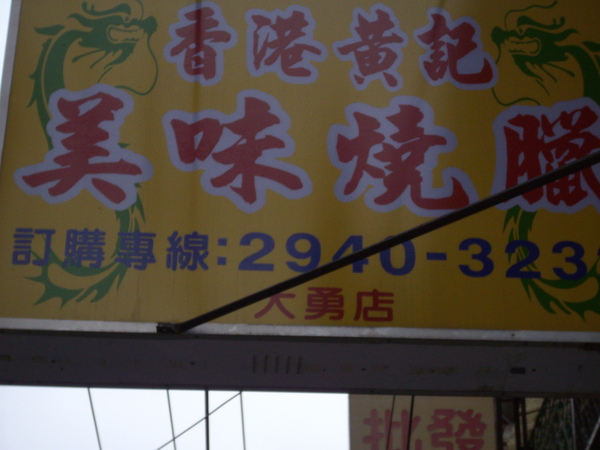 香港黃記
美味燒臘
訂購專線:2940-323
大勇店
批發